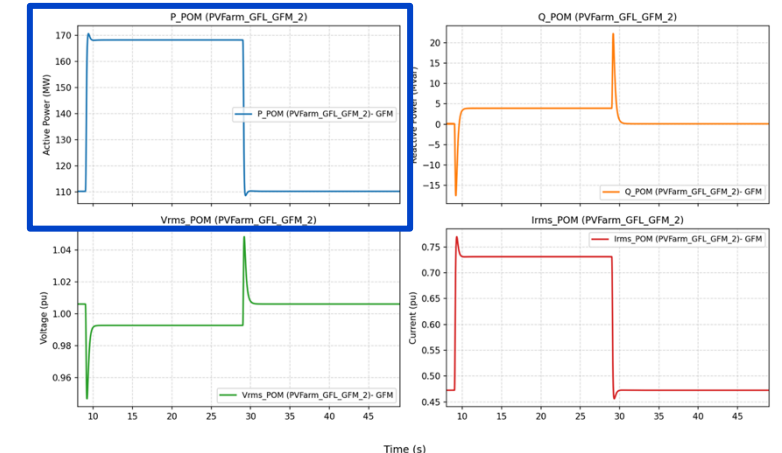 P_POM (PVFarm_GFL_GFM_2)
170
160
150
140
130
120
110
Active Power (MW)
P_POM (PVFarm_GFL_GFM_2)- GFM
Q_POM (PVFarm_GFL_GFM_2)
20
15
10
5
0
−5
−10
−15
Reactive Power (MVar)
Q_POM (PVFarm_GFL_GFM_2)- GFM
Vrms_POM (PVFarm_GFL_GFM_2)
1.04
1.02
1.00
0.98
0.96
Voltage (pu)
Vrms_POM (PVFarm_GFL_GFM_2)- GFM
10 15 20 25 30 35 40 45
Irms_POM (PVFarm_GFL_GFM_2)
0.75
0.70
0.65
0.60
0.55
0.50
0.45
Current (pu)
Irms_POM (PVFarm_GFL_GFM_2)- GFM
10 15 20 25 30 35 40 45
Time (s)